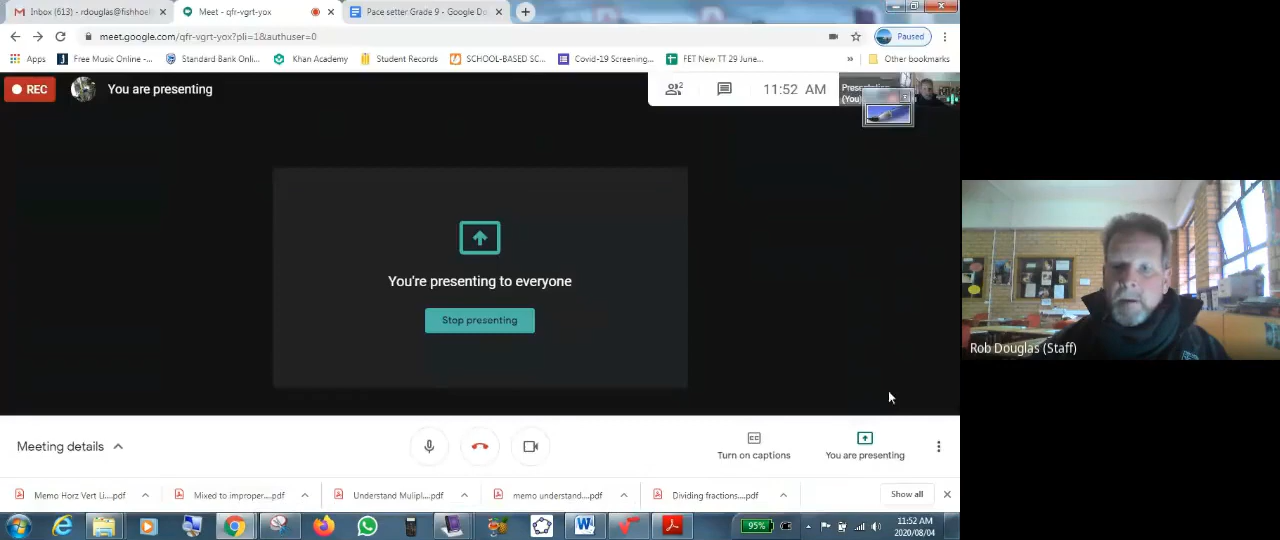 Inbox (613) - rdouglas@fishhoel
Meet - qfr-vgrt-yox
Pace setter Grade 9 - Google Do
meet.google.com/qfr-vgrt-yox?pli=1&authuser=0
Paused
Apps
Free Music Online -...
Standard Bank Onli...
Khan Academy
Student Records
SCHOOL-BASED SC...
Covid-19 Screening...
FET New TT 29 June...
Other bookmarks
REC
You are presenting
2
11:52 AM
Presentation
(You)
You're presenting to everyone
Stop presenting
Rob Douglas (Staff)
Meeting details
Turn on captions
You are presenting
Memo Horz Vert Li....pdf
Mixed to improper....pdf
Understand Mulipl....pdf
memo understand....pdf
Dividing fractions....pdf
Show all
95%
11:52 AM
2020/08/04